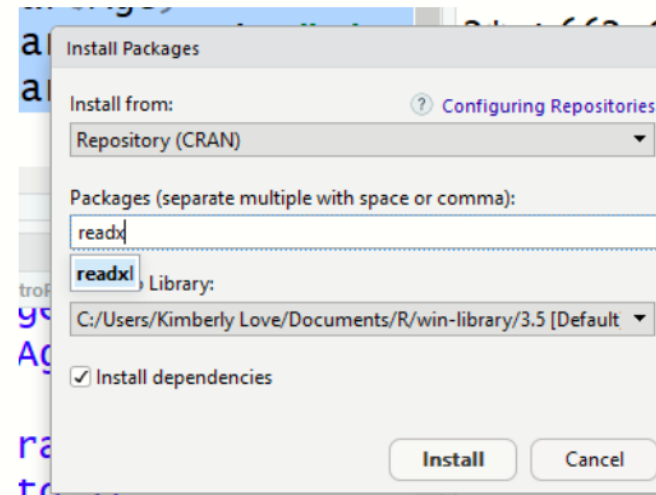 Install Packages
Install from:
Configuring Repositories
Repository (CRAN)
Packages (separate multiple with space or comma):
readx
readxl
Library:
C:/Users/Kimberly Love/Documents/R/win-library/3.5 [Default
Install dependencies
Install
Cancel